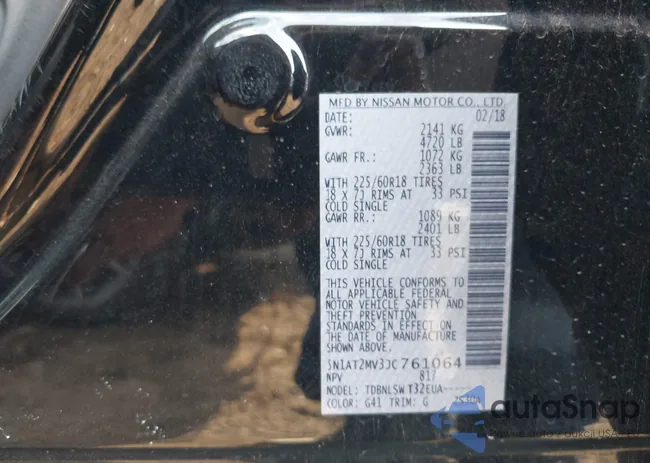 MFD BY NISSAN MOTOR CO., LTD.
DATE: 02/18
GVWR: 2141 KG
4720 LB
GAWR FR.: 1072 KG
2363 LB
WITH 225/60R18 TIRES
18 X 7J RIMS AT 33 PSI
COLD SINGLE
GAWR RR.: 1089 KG
2401 LB
WITH 225/60R18 TIRES
18 X 7J RIMS AT 33 PSI
COLD SINGLE
THIS VEHICLE CONFORMS TO
ALL APPLICABLE FEDERAL
MOTOR VEHICLE SAFETY AND
THEFT PREVENTION
STANDARDS IN EFFECT ON
THE DATE OF MANUFACTURE
SHOWN ABOVE.
5N1AT2MV3JC761064
MPV 817
MODEL: TDBNLSW T32EUA-----
COLOR: G41 TRIM: G
autaSnap